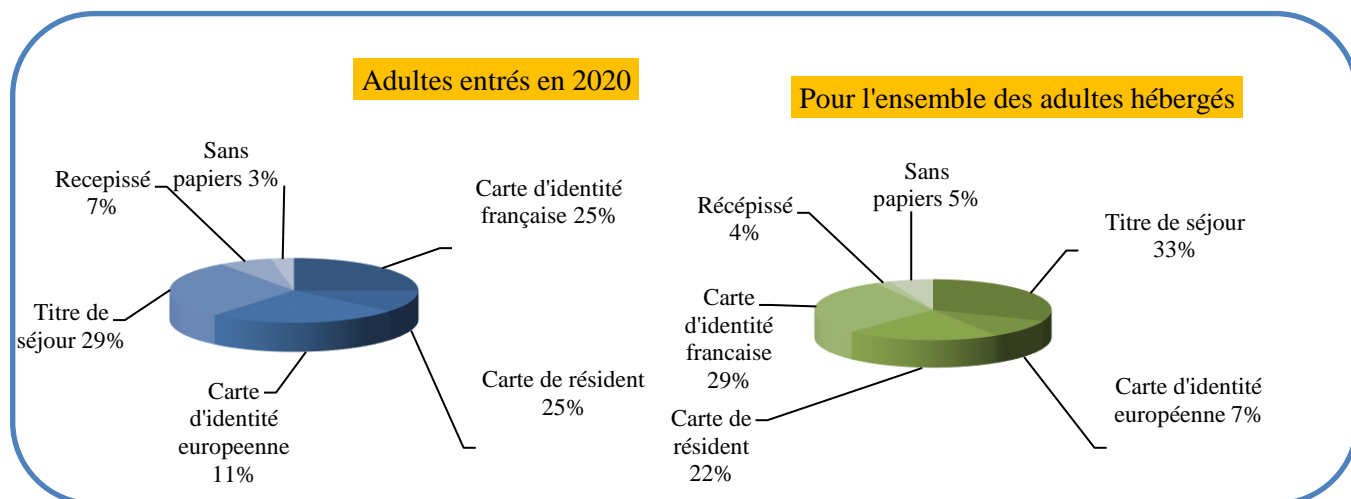 Adultes entrés en 2020
Sans
papiers 3%
Recepissé
7%
Carte d'identité
française 25%
Titre de
séjour 29%
Carte
d'identité
europeenne
11%
Carte de résident
25%
Pour l'ensemble des adultes hébergés
Sans
papiers 5%
Récépissé
4%
Titre de séjour
33%
Carte
d'identité
francaise
29%
Carte de
résident
22%
Carte d'identité
européenne 7%